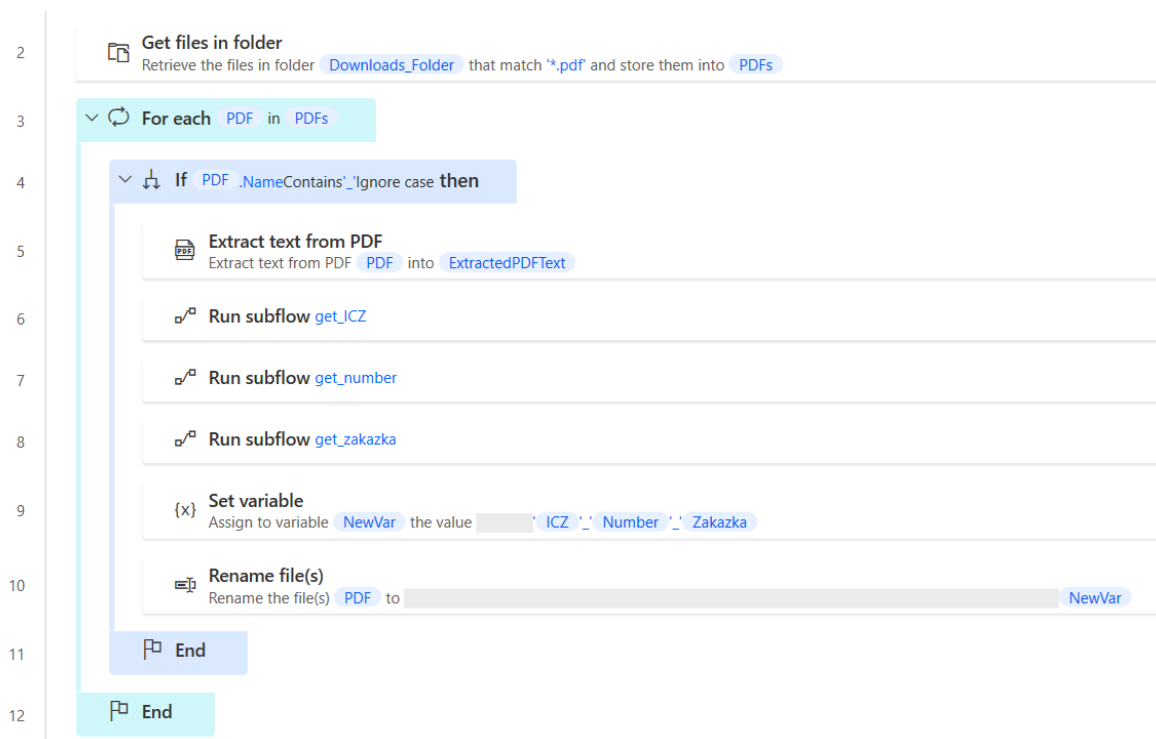 2
Get files in folder
Retrieve the files in folder Downloads_Folder that match '*.pdf' and store them into PDFs
3
For each PDF in PDFs
4
If PDF .NameContains'_'Ignore case then
5
PDF
Extract text from PDF
Extract text from PDF PDF into ExtractedPDFText
6
Run subflow get_ICZ
7
Run subflow get_number
8
Run subflow get_zakazka
9
{x} Set variable
Assign to variable NewVar the value ' ICZ '_' Number '_' Zakazka
10
Rename file(s)
Rename the file(s) PDF to NewVar
11
End
12
End